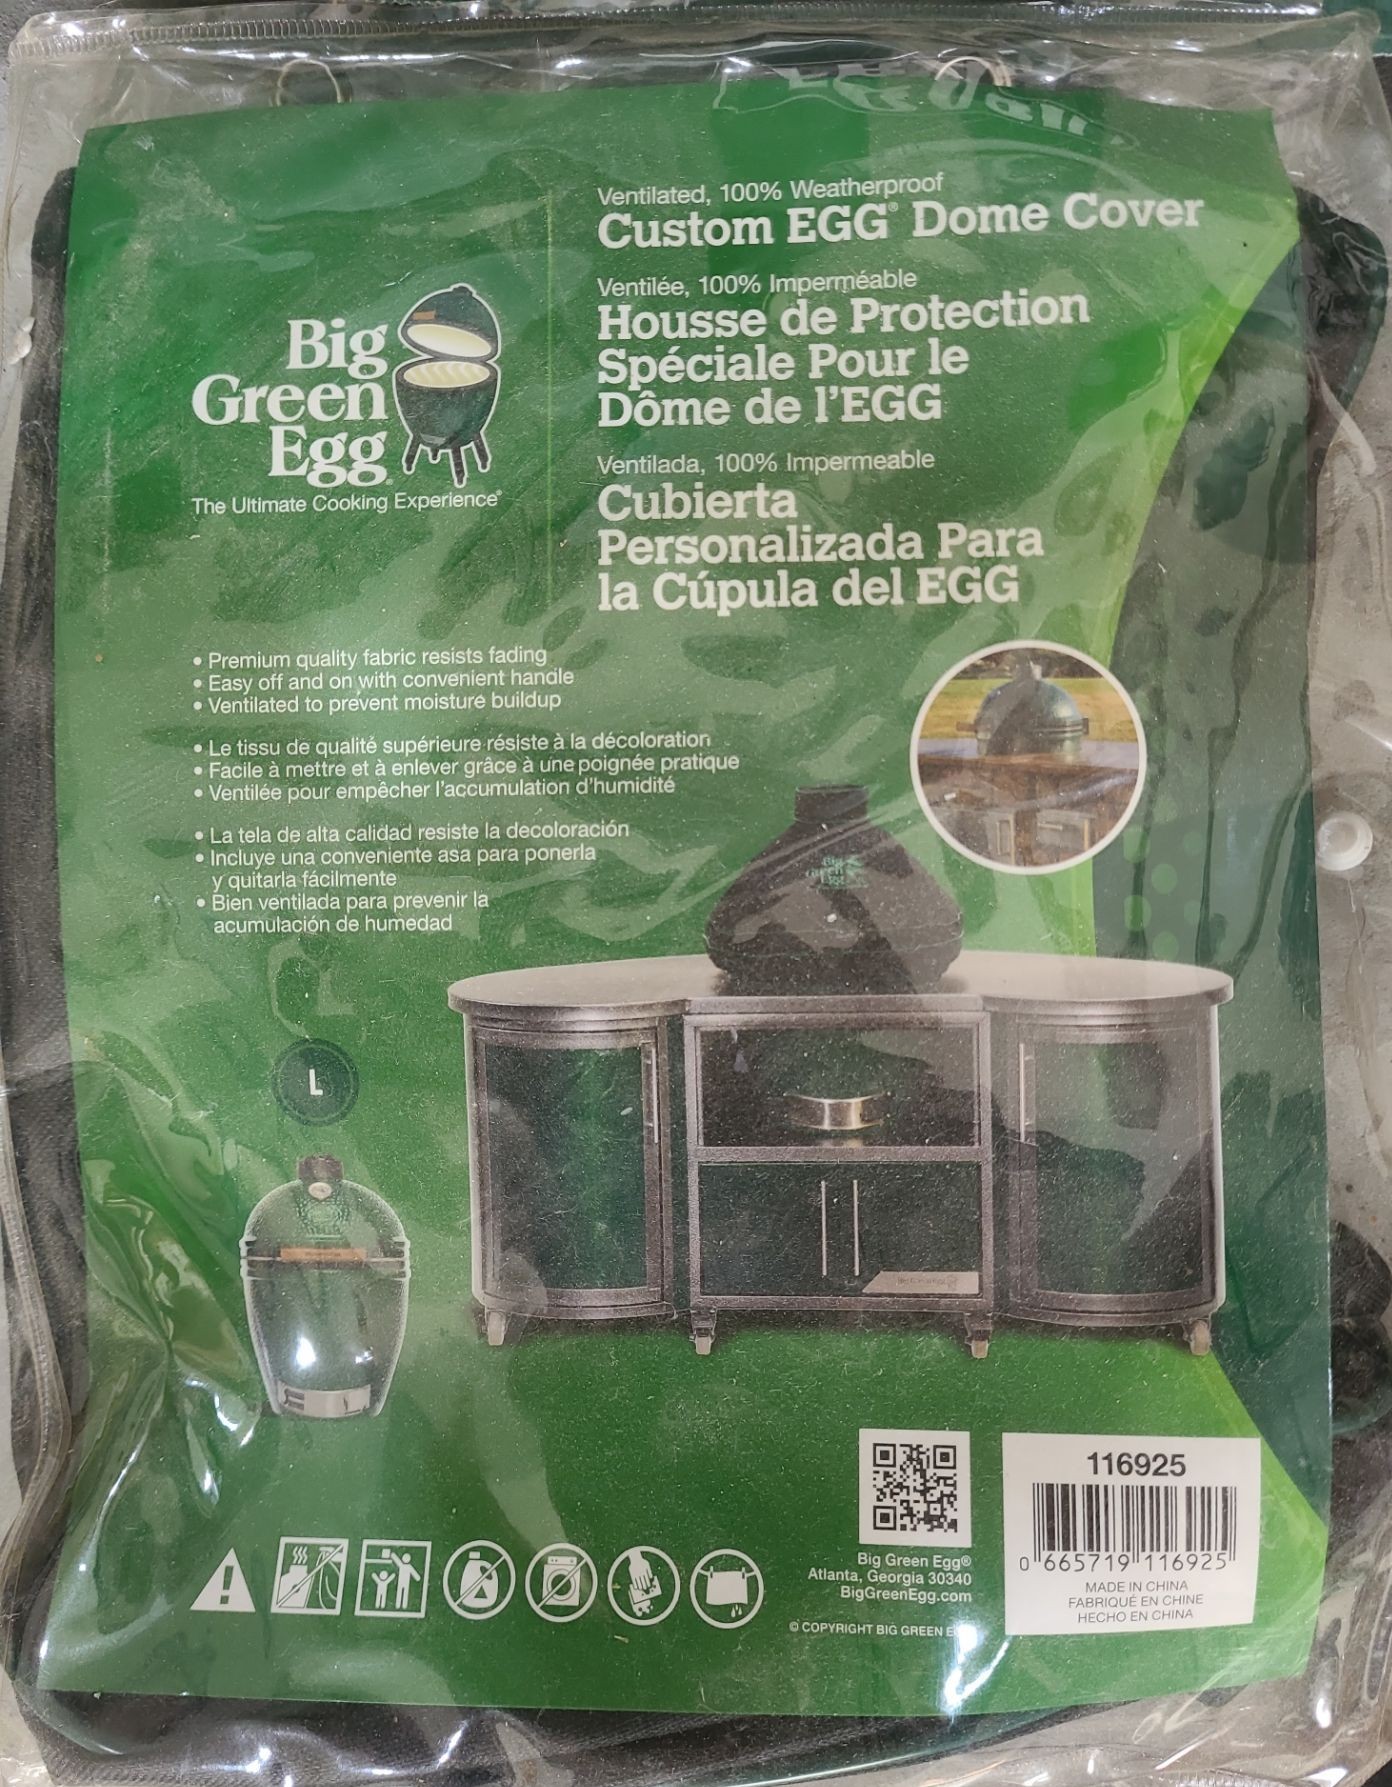 Big
Green
Egg®
The Ultimate Cooking Experience®
Ventilated, 100% Weatherproof
Custom EGG® Dome Cover
Ventilée, 100% Imperméable
Housse de Protection
Spéciale Pour le
Dôme de l'EGG
Ventilada, 100% Impermeable
Cubierta
Personalizada Para
la Cúpula del EGG
• Premium quality fabric resists fading
• Easy off and on with convenient handle
• Ventilated to prevent moisture buildup
• Le tissu de qualité supérieure résiste à la décoloration
• Facile à mettre et à enlever grâce à une poignée pratique
• Ventilée pour empêcher l'accumulation d'humidité
• La tela de alta calidad resiste la decoloración
• Incluye una conveniente asa para ponerla
y quitarla fácilmente
• Bien ventilada para prevenir la
acumulación de humedad
Big
Green
Egg
L
Big Green Egg®
Atlanta, Georgia 30340
BigGreenEgg.com
© COPYRIGHT BIG GREEN
116925
0 665719 116925
MADE IN CHINA
FABRIQUÉ EN CHINE
HECHO EN CHINA